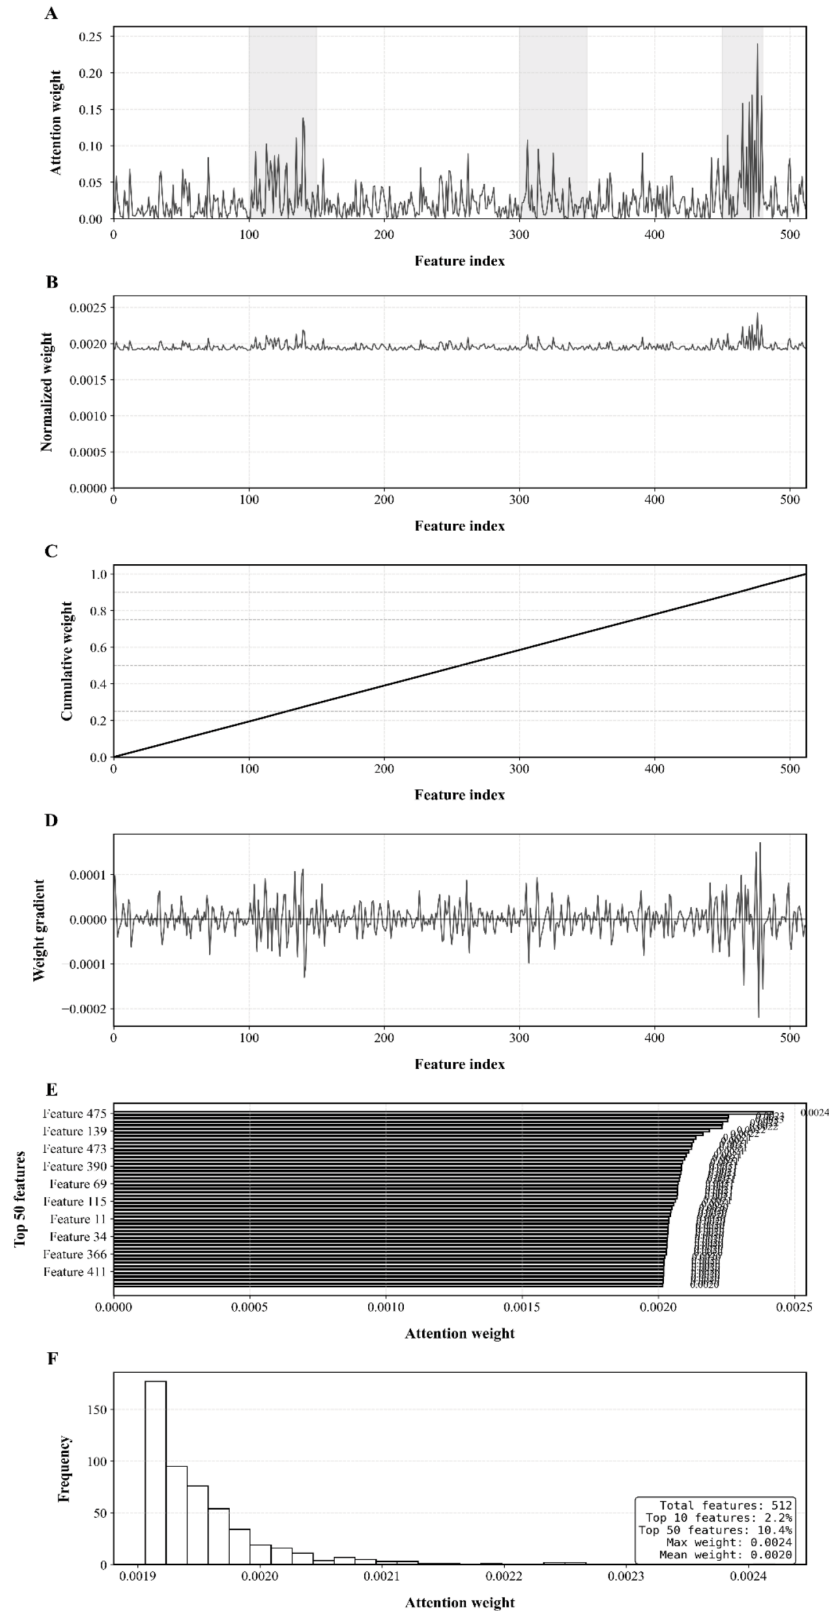 A
Attention weight
0.25
0.20
0.15
0.10
0.05
0.00
0 100 200 300 400 500
Feature index
B
Normalized weight
0.0025
0.0020
0.0015
0.0010
0.0005
0.0000
0 100 200 300 400 500
Feature index
C
Cumulative weight
1.0
0.8
0.6
0.4
0.2
0.0
0 100 200 300 400 500
Feature index
D
Weight gradient
0.0001
0.0000
−0.0001
−0.0002
0 100 200 300 400 500
Feature index
E
Top 50 features
Feature 475
0.0024
Feature 139
Feature 473
Feature 390
Feature 69
Feature 115
Feature 11
Feature 34
Feature 366
Feature 411
0.0020
0.0000 0.0005 0.0010 0.0015 0.0020 0.0025
Attention weight
F
Frequency
150
100
50
0
Total features: 512
Top 10 features: 2.2%
Top 50 features: 10.4%
Max weight: 0.0024
Mean weight: 0.0020
0.0019 0.0020 0.0021 0.0022 0.0023 0.0024
Attention weight